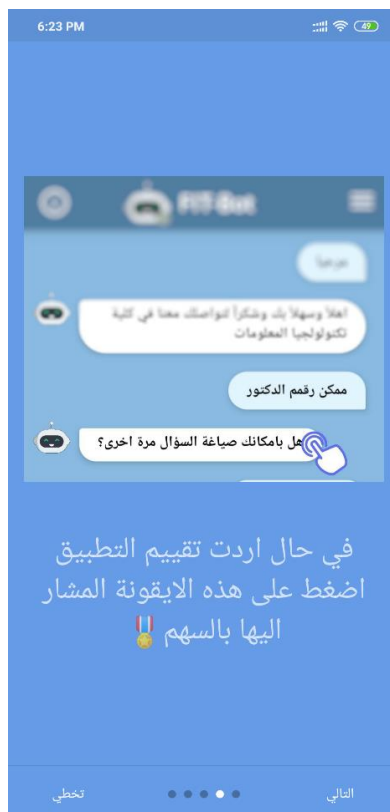 6:23 PM
49
FIT-Bot
مرحبا
اهلاً وسهلاً بك وشكراً لتواصلك معنا في كلية
تكنولولجيا المعلومات
ممكن رقمم الدكتور
هل بامكانك صياغة السؤال مرة اخرى؟
في حال اردت تقييم التطبيق
اضغط على هذه الايقونة المشار
اليها بالسهم
التالي
تخطي